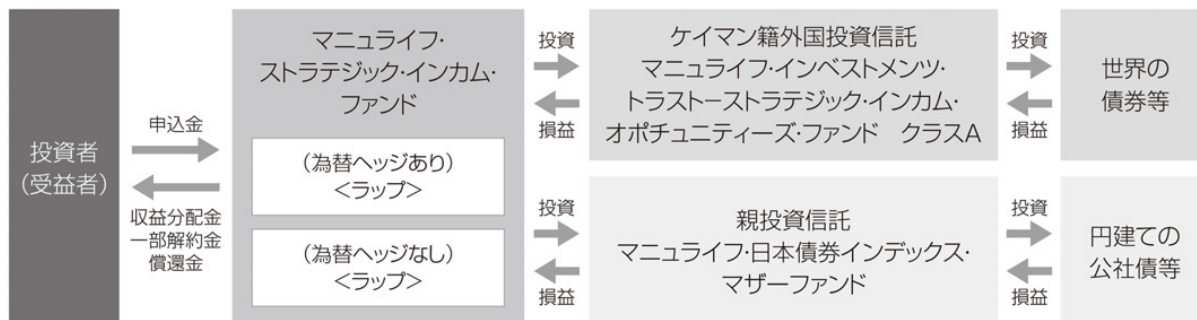 投資者
(受益者)
申込金
収益分配金
一部解約金
償還金
マニュライフ・
ストラテジック・インカム・
ファンド
(為替ヘッジあり)
<ラップ>
(為替ヘッジなし)
<ラップ>
投資
損益
ケイマン籍外国投資信託
マニュライフ・インベストメンツ・
トラストーストラテジック・インカム・
オポチュニティーズ・ファンド　クラスA
投資
損益
世界の
債券等
投資
損益
親投資信託
マニュライフ・日本債券インデックス・
マザーファンド
投資
損益
円建ての
公社債等